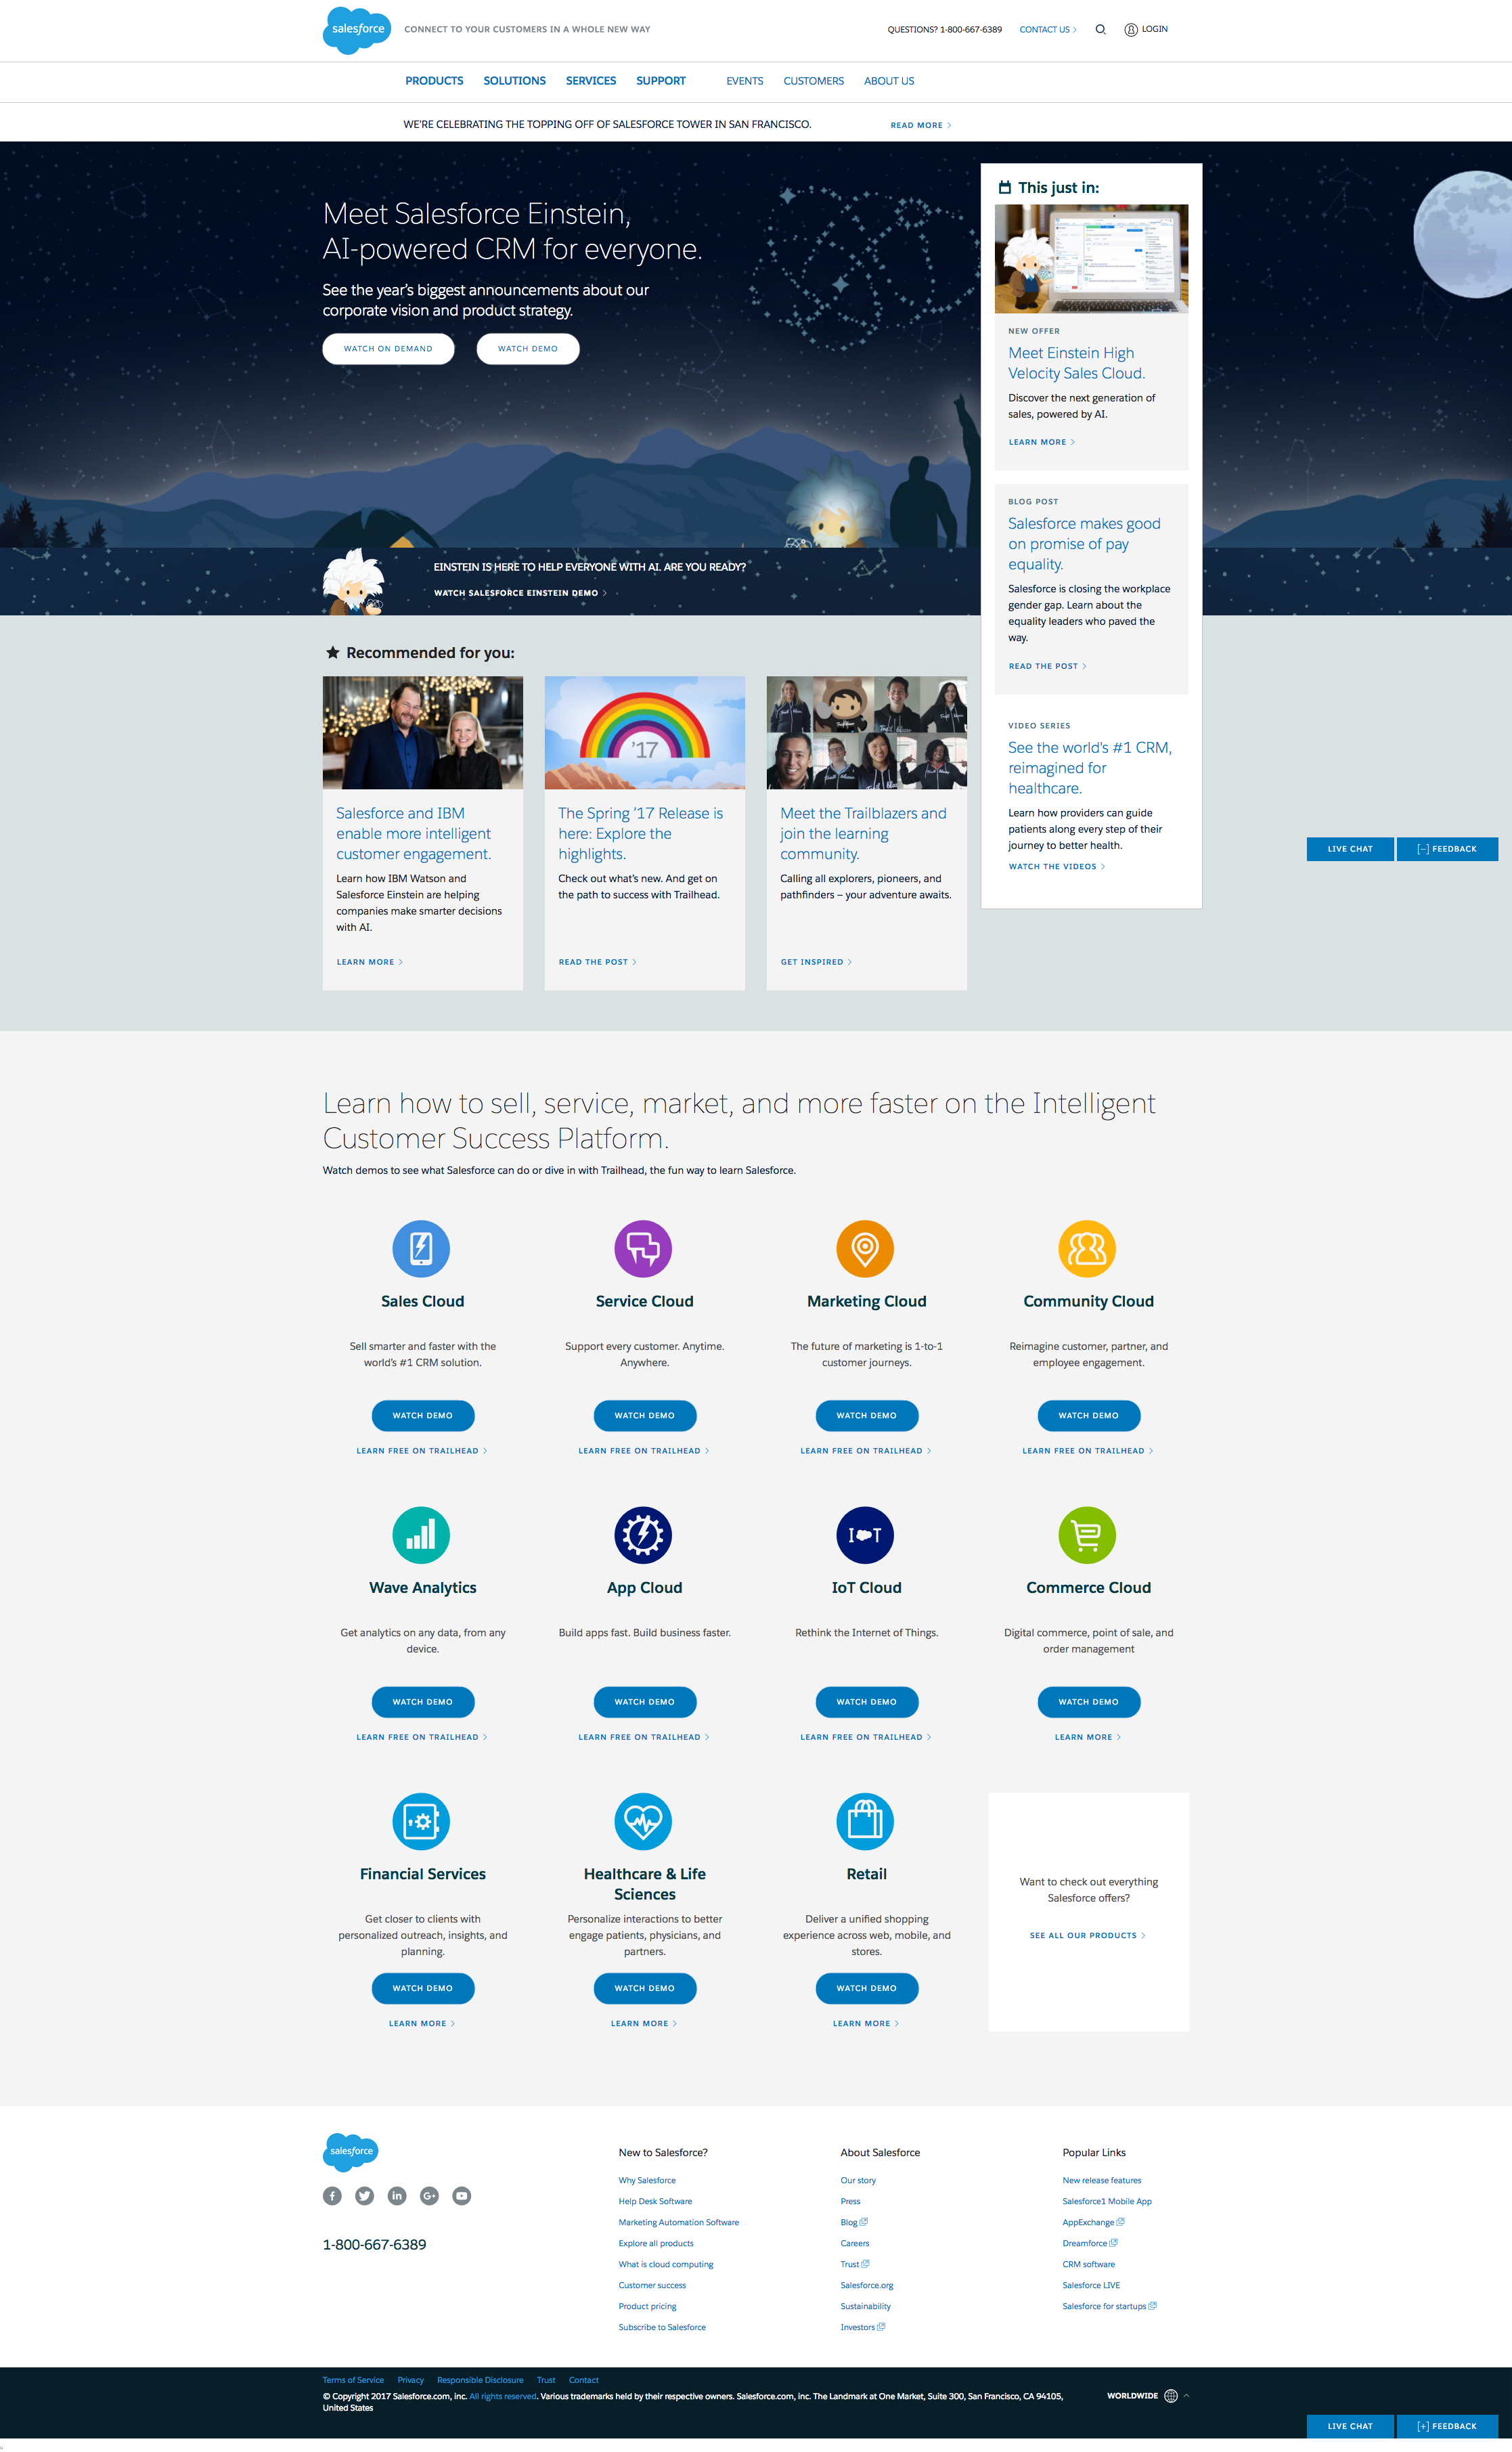 salesforce
CONNECT TO YOUR CUSTOMERS IN A WHOLE NEW WAY
QUESTIONS? 1-800-667-6389
CONTACT US
LOGIN
PRODUCTS
SOLUTIONS
SERVICES
SUPPORT
EVENTS
CUSTOMERS
ABOUT US
WE'RE CELEBRATING THE TOPPING OFF OF SALESFORCE TOWER IN SAN FRANCISCO.
READ MORE
Meet Salesforce Einstein,
AI-powered CRM for everyone.
See the year's biggest announcements about our
corporate vision and product strategy.
WATCH ON DEMAND
WATCH DEMO
EINSTEIN IS HERE TO HELP EVERYONE WITH AI. ARE YOU READY?
WATCH SALESFORCE EINSTEIN DEMO
This just in:
NEW OFFER
Meet Einstein High
Velocity Sales Cloud.
Discover the next generation of
sales, powered by AI.
LEARN MORE
BLOG POST
Salesforce makes good
on promise of pay
equality.
Salesforce is closing the workplace
gender gap. Learn about the
equality leaders who paved the
way.
READ THE POST
VIDEO SERIES
See the world's #1 CRM,
reimagined for
healthcare.
Learn how providers can guide
patients along every step of their
journey to better health.
WATCH THE VIDEOS
LIVE CHAT
[−] FEEDBACK
Recommended for you:
Salesforce and IBM
enable more intelligent
customer engagement.
Learn how IBM Watson and
Salesforce Einstein are helping
companies make smarter decisions
with AI.
LEARN MORE
'17
The Spring '17 Release is
here: Explore the
highlights.
Check out what's new. And get on
the path to success with Trailhead.
READ THE POST
Meet the Trailblazers and
join the learning
community.
Calling all explorers, pioneers, and
pathfinders – your adventure awaits.
GET INSPIRED
Learn how to sell, service, market, and more faster on the Intelligent
Customer Success Platform.
Watch demos to see what Salesforce can do or dive in with Trailhead, the fun way to learn Salesforce.
Sales Cloud
Sell smarter and faster with the
world's #1 CRM solution.
WATCH DEMO
LEARN FREE ON TRAILHEAD
Service Cloud
Support every customer. Anytime.
Anywhere.
WATCH DEMO
LEARN FREE ON TRAILHEAD
Marketing Cloud
The future of marketing is 1-to-1
customer journeys.
WATCH DEMO
LEARN FREE ON TRAILHEAD
Community Cloud
Reimagine customer, partner, and
employee engagement.
WATCH DEMO
LEARN FREE ON TRAILHEAD
Wave Analytics
Get analytics on any data, from any
device.
WATCH DEMO
LEARN FREE ON TRAILHEAD
App Cloud
Build apps fast. Build business faster.
WATCH DEMO
LEARN FREE ON TRAILHEAD
I T
IoT Cloud
Rethink the Internet of Things.
WATCH DEMO
LEARN FREE ON TRAILHEAD
Commerce Cloud
Digital commerce, point of sale, and
order management
WATCH DEMO
LEARN MORE
Financial Services
Get closer to clients with
personalized outreach, insights, and
planning.
WATCH DEMO
LEARN MORE
Healthcare & Life
Sciences
Personalize interactions to better
engage patients, physicians, and
partners.
WATCH DEMO
LEARN MORE
Retail
Deliver a unified shopping
experience across web, mobile, and
stores.
WATCH DEMO
LEARN MORE
Want to check out everything
Salesforce offers?
SEE ALL OUR PRODUCTS
salesforce
1-800-667-6389
New to Salesforce?
Why Salesforce
Help Desk Software
Marketing Automation Software
Explore all products
What is cloud computing
Customer success
Product pricing
Subscribe to Salesforce
About Salesforce
Our story
Press
Blog
Careers
Trust
Salesforce.org
Sustainability
Investors
Popular Links
New release features
Salesforce1 Mobile App
AppExchange
Dreamforce
CRM software
Salesforce LIVE
Salesforce for startups
Terms of Service
Privacy
Responsible Disclosure
Trust
Contact
© Copyright 2017 Salesforce.com, inc. All rights reserved. Various trademarks held by their respective owners. Salesforce.com, inc. The Landmark at One Market, Suite 300, San Francisco, CA 94105,
United States
WORLDWIDE
LIVE CHAT
[+] FEEDBACK